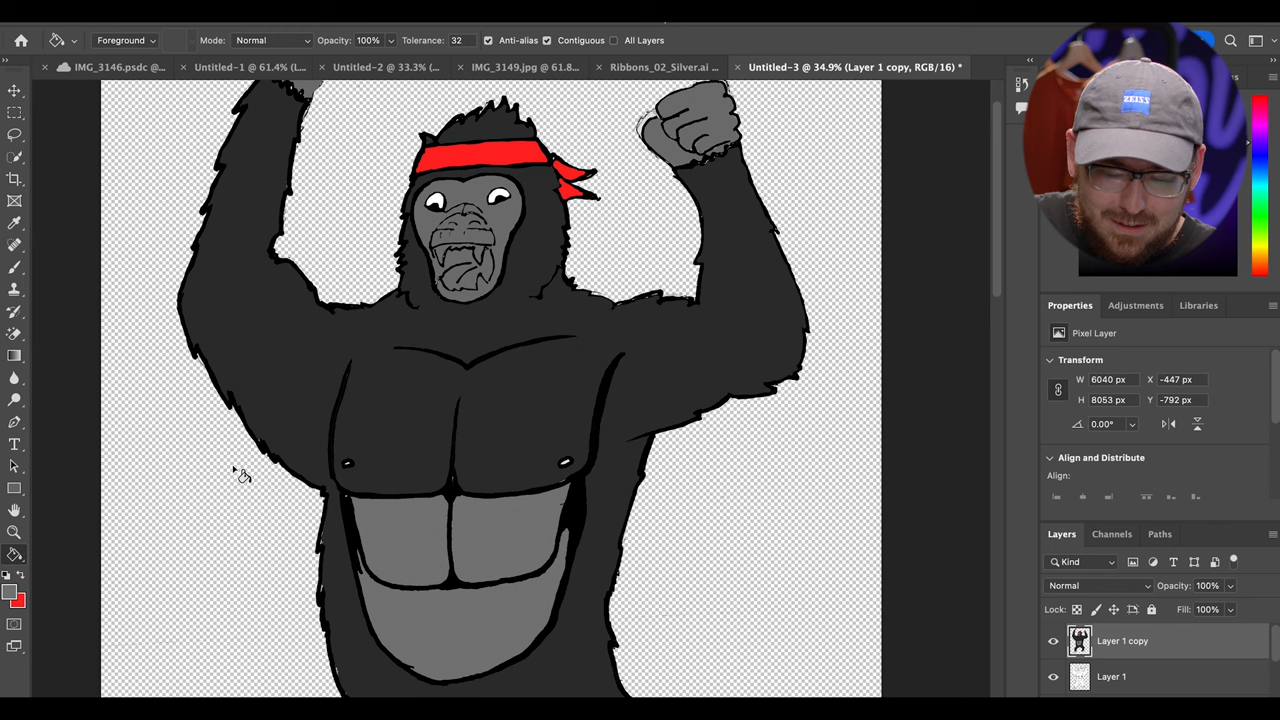 Foreground Mode: Normal Opacity: 100% Tolerance: 32 Anti-alias Contiguous All Layers
IMG_3146.psdc @... Untitled-1 @ 61.4% (L... Untitled-2 @ 33.3% (... IMG_3149.jpg @ 61.8... Ribbons_02_Silver.ai ... Untitled-3 @ 34.9% (Layer 1 copy, RGB/16) *
ZEISS
Properties Adjustments Libraries
Pixel Layer
Transform
W 6040 px X -447 px
H 8053 px Y -792 px
0.00°
Align and Distribute
Align:
Layers Channels Paths
Kind
Normal Opacity: 100%
Lock: Fill: 100%
Layer 1 copy
Layer 1